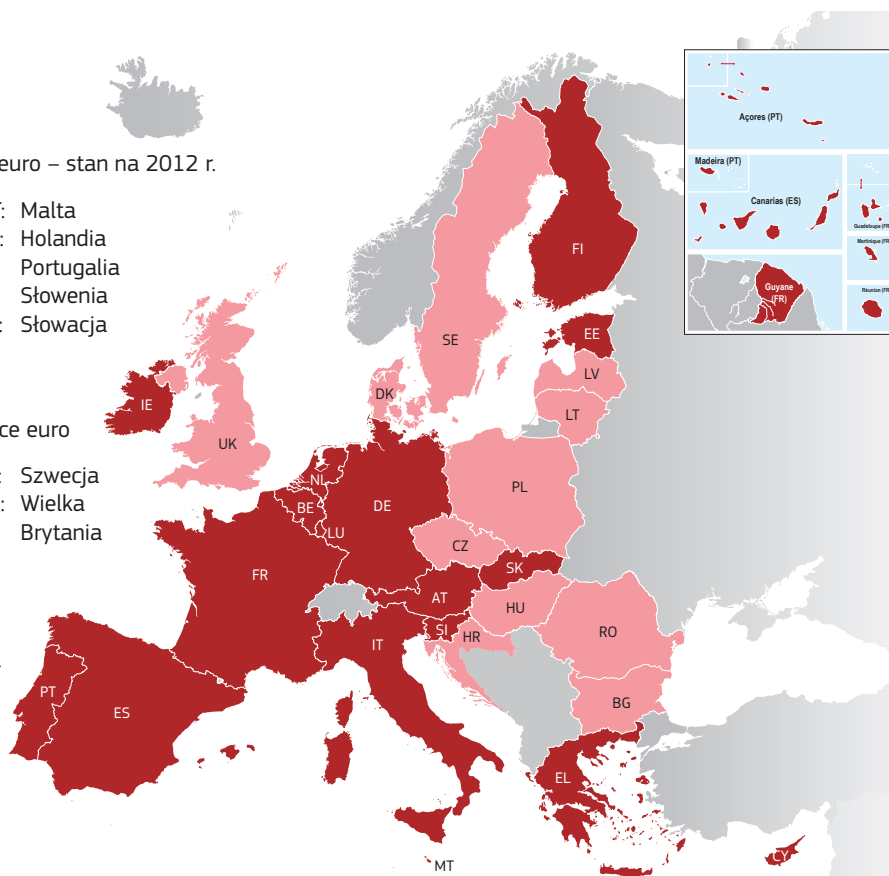 euro – stan na 2012 r.
: Malta
: Holandia
Portugalia
Słowenia
: Słowacja
ce euro
: Szwecja
: Wielka
Brytania
Açores (PT)
Madeira (PT)
Canarias (ES)
Guadeloupe (FR)
Martinique (FR)
Guyane
(FR)
Réunion (FR)
FI
SE
EE
LV
LT
DK
IE
UK
NL
BE
LU
DE
PL
CZ
SK
FR
AT
HU
SI
HR
RO
IT
BG
PT
ES
EL
MT
CY